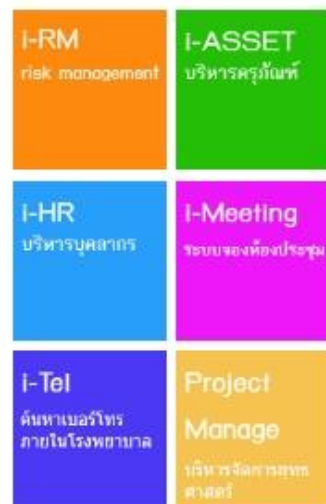 i-RM
risk management
i-ASSET
บริหารครุภัณฑ์
i-HR
บริหารบุคลากร
i-Meeting
ระบบจองห้องประชุม
i-Tel
ค้นหาเบอร์โทร
ภายในโรงพยาบาล
Project
Manage
บริหารจัดการยุทธ
ศาสตร์